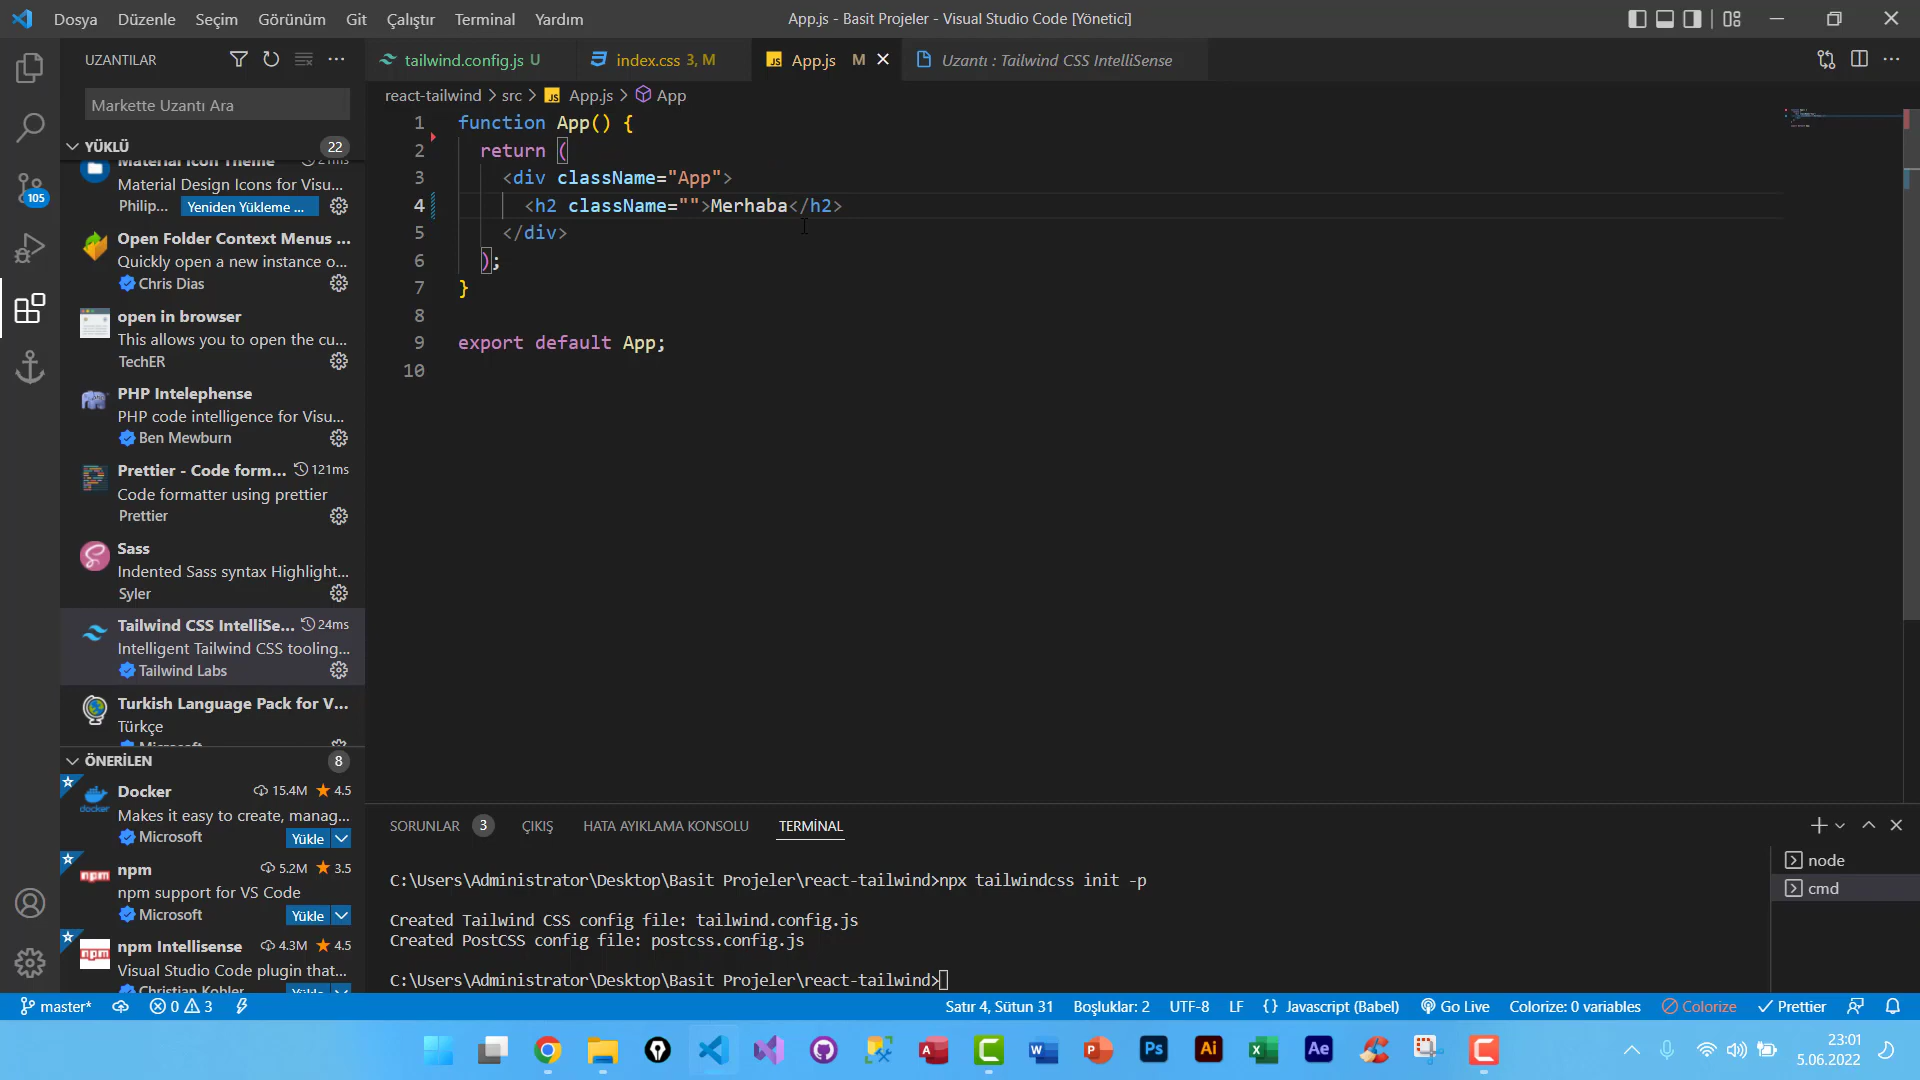 Dosya Düzenle Seçim Görünüm Git Çalıştır Terminal Yardım
App.js - Basit Projeler - Visual Studio Code [Yönetici]
UZANTILAR
tailwind.config.js U
index.css 3, M
App.js M
Uzantı : Tailwind CSS IntelliSense
Markette Uzantı Ara
react-tailwind > src > App.js > App
YÜKLÜ 22
Material Icon Theme 21ms
Material Design Icons for Visu...
Philip... Yeniden Yükleme ...
Open Folder Context Menus ...
Quickly open a new instance o...
Chris Dias
open in browser
This allows you to open the cu...
TechER
PHP Intelephense
PHP code intelligence for Visu...
Ben Mewburn
Prettier - Code form... 121ms
Code formatter using prettier
Prettier
Sass
Indented Sass syntax Highlight...
Syler
Tailwind CSS IntelliSe... 24ms
Intelligent Tailwind CSS tooling...
Tailwind Labs
Turkish Language Pack for V...
Türkçe
Microsoft
ÖNERİLEN 8
Docker 15.4M 4.5
Makes it easy to create, manag...
Microsoft Yükle
npm 5.2M 3.5
npm support for VS Code
Microsoft Yükle
npm Intellisense 4.3M 4.5
Visual Studio Code plugin that...
Christian Kohler Yükle
1 function App() {
2 return (
3 <div className="App">
4 <h2 className="">Merhaba</h2>
5 </div>
6 );
7 }
8
9 export default App;
10
SORUNLAR 3 ÇIKIŞ HATA AYIKLAMA KONSOLU TERMİNAL
C:\Users\Administrator\Desktop\Basit Projeler\react-tailwind>npx tailwindcss init -p
Created Tailwind CSS config file: tailwind.config.js
Created PostCSS config file: postcss.config.js
C:\Users\Administrator\Desktop\Basit Projeler\react-tailwind>
node
cmd
105
master* 0 3
Satır 4, Sütun 31 Boşluklar: 2 UTF-8 LF {} Javascript (Babel) Go Live Colorize: 0 variables Colorize Prettier
Ps Ai Ae
23:01
5.06.2022